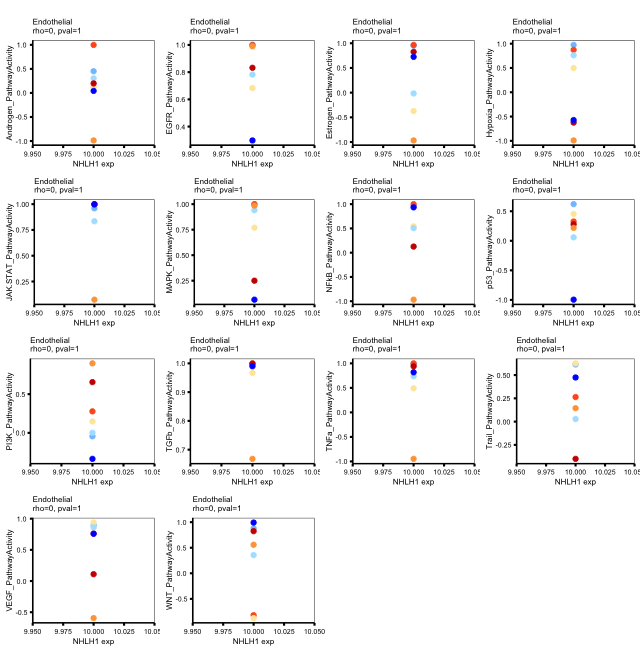 Endothelial
rho=0, pval=1
Androgen_PathwayActivity
1.0
0.5
0.0
-0.5
-1.0
9.950 9.975 10.000 10.025 10.05
NHLH1 exp
Endothelial
rho=0, pval=1
EGFR_PathwayActivity
1.0
0.8
0.6
0.4
9.950 9.975 10.000 10.025 10.05
NHLH1 exp
Endothelial
rho=0, pval=1
Estrogen_PathwayActivity
1.0
0.5
0.0
-0.5
-1.0
9.950 9.975 10.000 10.025 10.05
NHLH1 exp
Endothelial
rho=0, pval=1
Hypoxia_PathwayActivity
1.0
0.5
0.0
-0.5
-1.0
9.950 9.975 10.000 10.025 10.05
NHLH1 exp
Endothelial
rho=0, pval=1
JAK.STAT_PathwayActivity
1.00
0.75
0.50
0.25
9.950 9.975 10.000 10.025 10.05
NHLH1 exp
Endothelial
rho=0, pval=1
MAPK_PathwayActivity
1.00
0.75
0.50
0.25
9.950 9.975 10.000 10.025 10.05
NHLH1 exp
Endothelial
rho=0, pval=1
NFkB_PathwayActivity
1.0
0.5
0.0
-0.5
-1.0
9.950 9.975 10.000 10.025 10.05
NHLH1 exp
Endothelial
rho=0, pval=1
p53_PathwayActivity
0.5
0.0
-0.5
-1.0
9.950 9.975 10.000 10.025 10.05
NHLH1 exp
Endothelial
rho=0, pval=1
PI3K_PathwayActivity
0.5
0.0
9.950 9.975 10.000 10.025 10.05
NHLH1 exp
Endothelial
rho=0, pval=1
TGFb_PathwayActivity
1.0
0.9
0.8
0.7
9.950 9.975 10.000 10.025 10.05
NHLH1 exp
Endothelial
rho=0, pval=1
TNFa_PathwayActivity
1.0
0.5
0.0
-0.5
-1.0
9.950 9.975 10.000 10.025 10.05
NHLH1 exp
Endothelial
rho=0, pval=1
Trail_PathwayActivity
0.50
0.25
0.00
-0.25
9.950 9.975 10.000 10.025 10.05
NHLH1 exp
Endothelial
rho=0, pval=1
VEGF_PathwayActivity
1.0
0.5
0.0
-0.5
9.950 9.975 10.000 10.025 10.05
NHLH1 exp
Endothelial
rho=0, pval=1
WNT_PathwayActivity
1.0
0.5
0.0
-0.5
9.950 9.975 10.000 10.025 10.050
NHLH1 exp